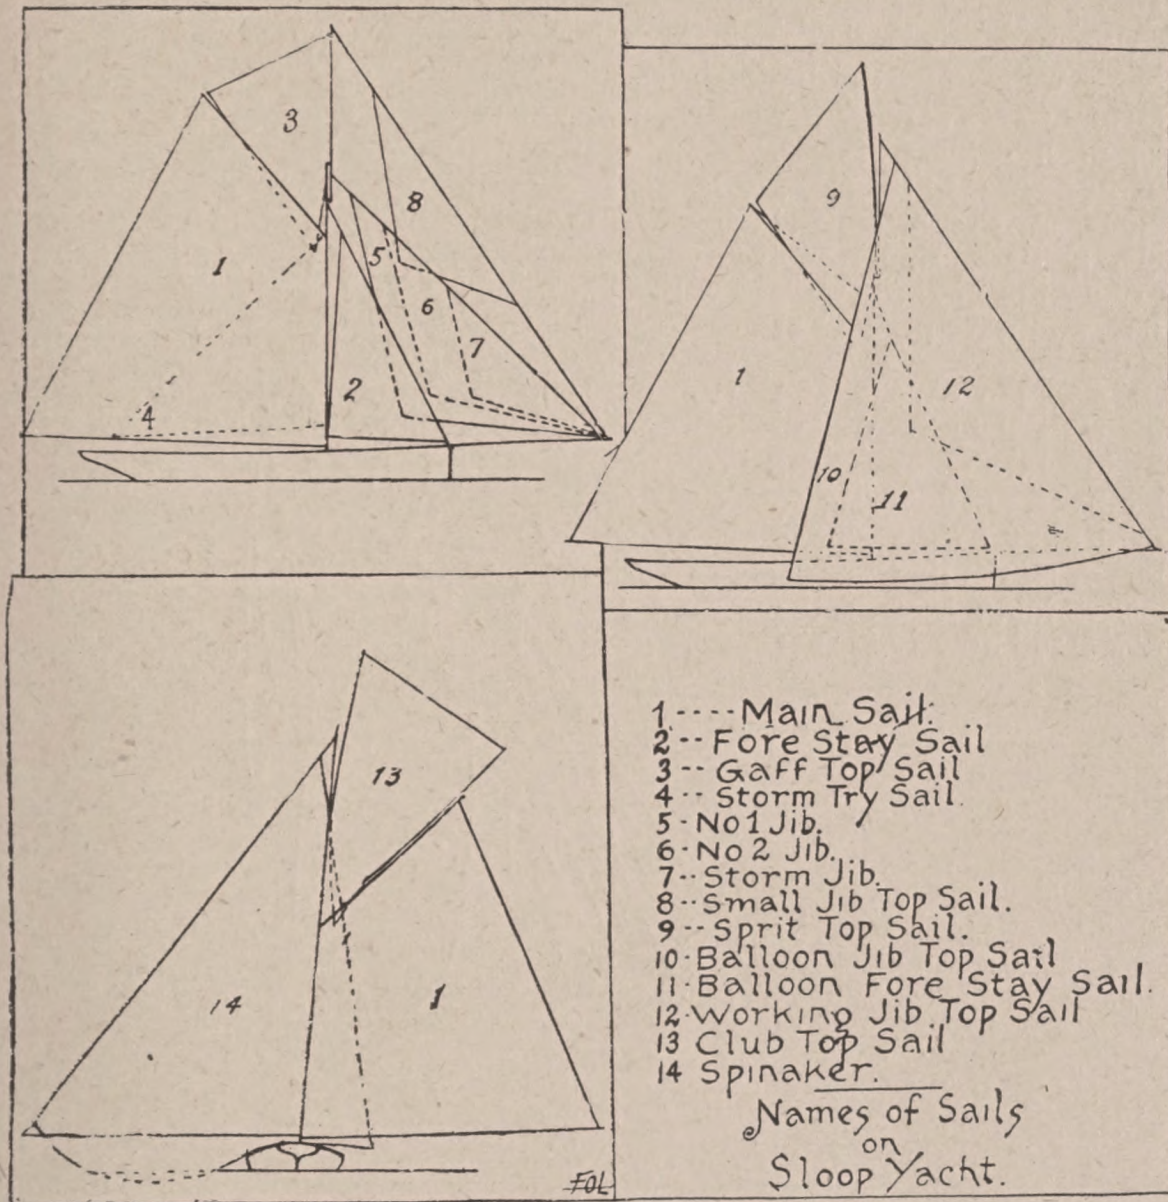 3
8
1
5
6
7
2
4
9
1
12
10
11
13
14
1
FOL
1 ---- Main Sail.
2 -- Fore Stay Sail
3 -- Gaff Top Sail
4 -- Storm Try Sail.
5 - No 1 Jib.
6 - No 2 Jib.
7 -- Storm Jib.
8 -- Small Jib Top Sail.
9 -- Sprit Top Sail.
10 - Balloon Jib Top Sail
11 - Balloon Fore Stay Sail.
12 - Working Jib Top Sail
13 Club Top Sail
14 Spinaker.
Names of Sails
on
Sloop Yacht.